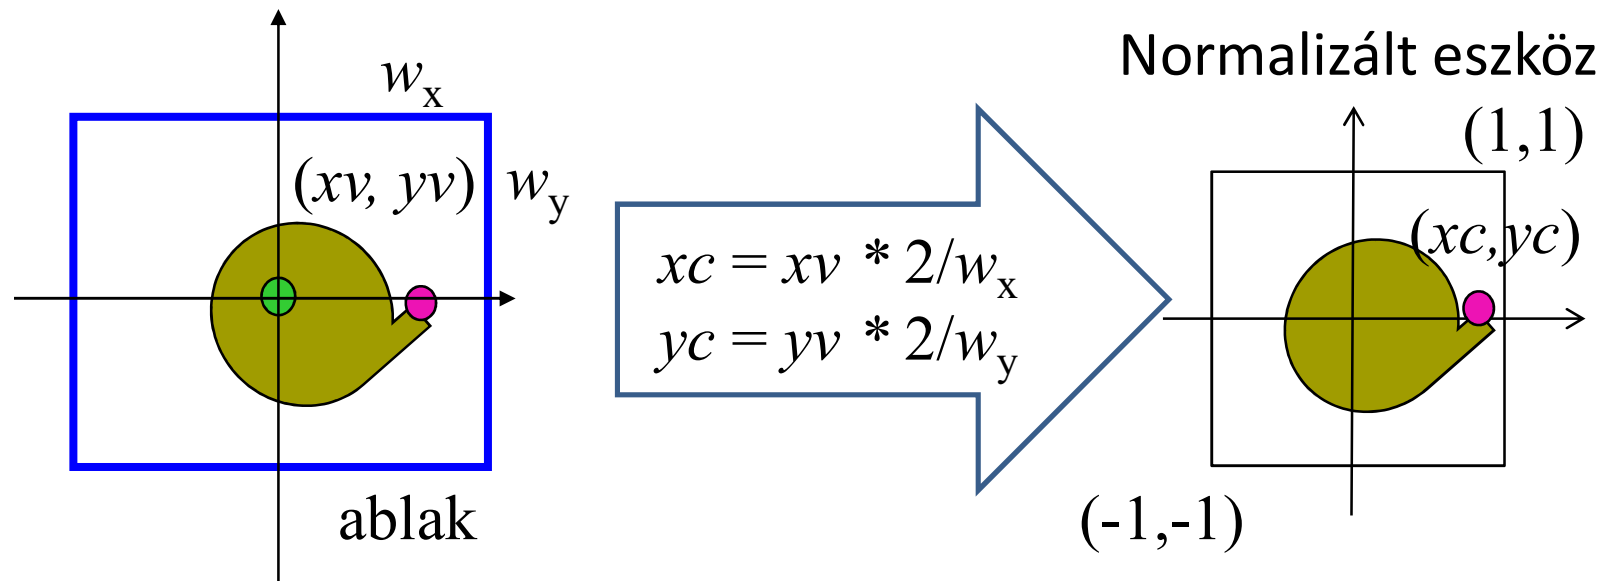 w_x
(xv, yv)
w_y
ablak
xc = xv * 2/w_x
yc = yv * 2/w_y
Normalizált eszköz
(1,1)
(xc,yc)
(-1,-1)